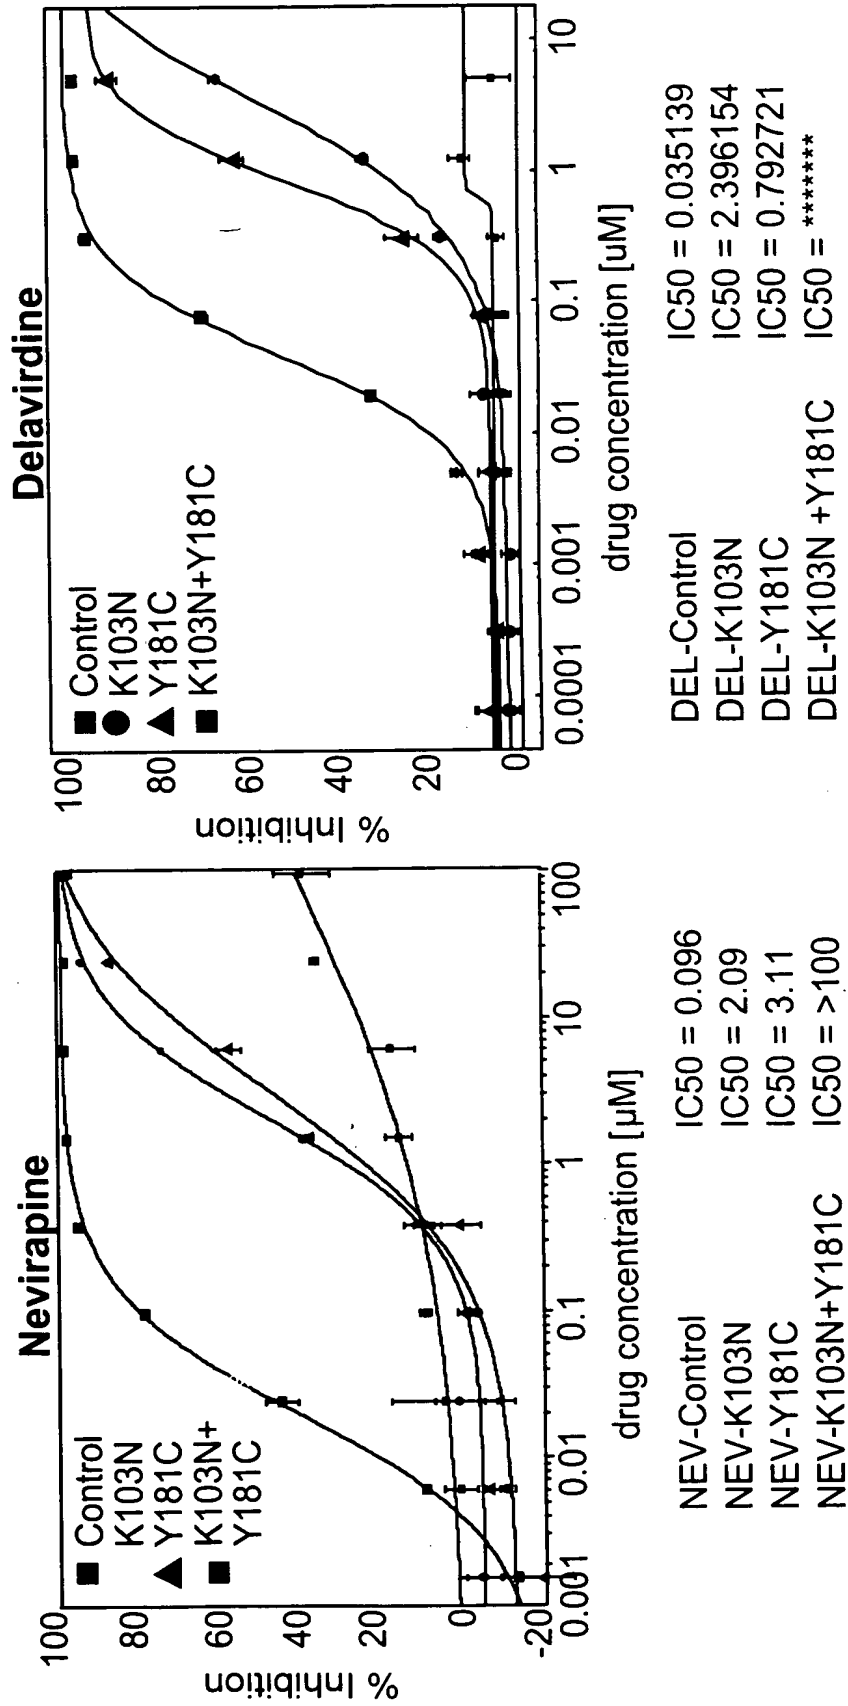 Nevirapine
% Inhibition
100
80
60
40
20
0
-20
Control
K103N
Y181C
K103N+
Y181C
0.001
0.01
0.1
1
10
100
drug concentration [µM]
NEV-Control IC50 = 0.096
NEV-K103N IC50 = 2.09
NEV-Y181C IC50 = 3.11
NEV-K103N+Y181C IC50 = >100
Delavirdine
% Inhibition
100
80
60
40
20
0
Control
K103N
Y181C
K103N+Y181C
0.0001
0.001
0.01
0.1
1
10
drug concentration [uM]
DEL-Control IC50 = 0.035139
DEL-K103N IC50 = 2.396154
DEL-Y181C IC50 = 0.792721
DEL-K103N +Y181C IC50 = *******